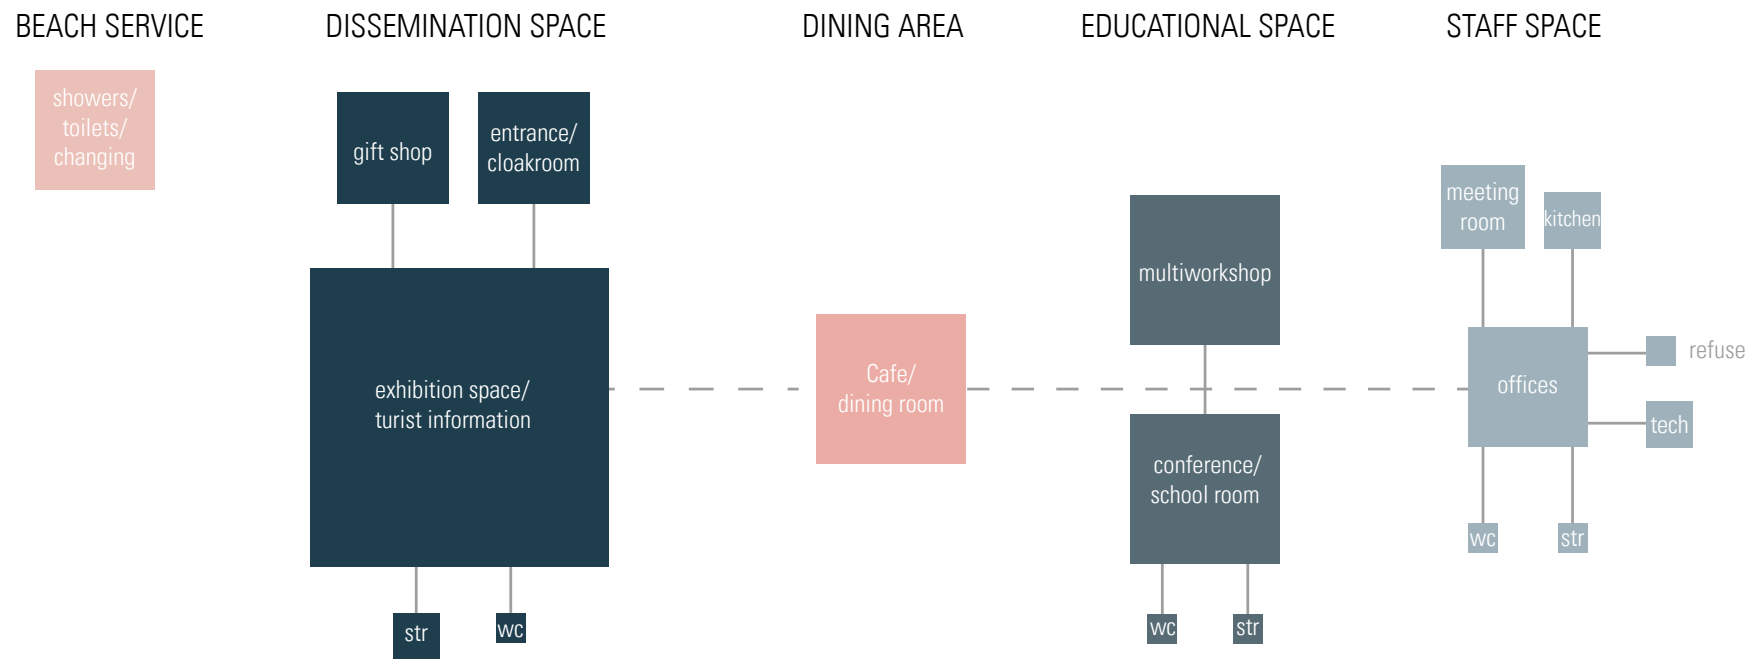 BEACH SERVICE
DISSEMINATION SPACE
DINING AREA
EDUCATIONAL SPACE
STAFF SPACE
showers/
toilets/
changing
gift shop
entrance/
cloakroom
exhibition space/
turist information
str
wc
Cafe/
dining room
multiworkshop
conference/
school room
wc
str
meeting
room
kitchen
offices
refuse
tech
wc
str